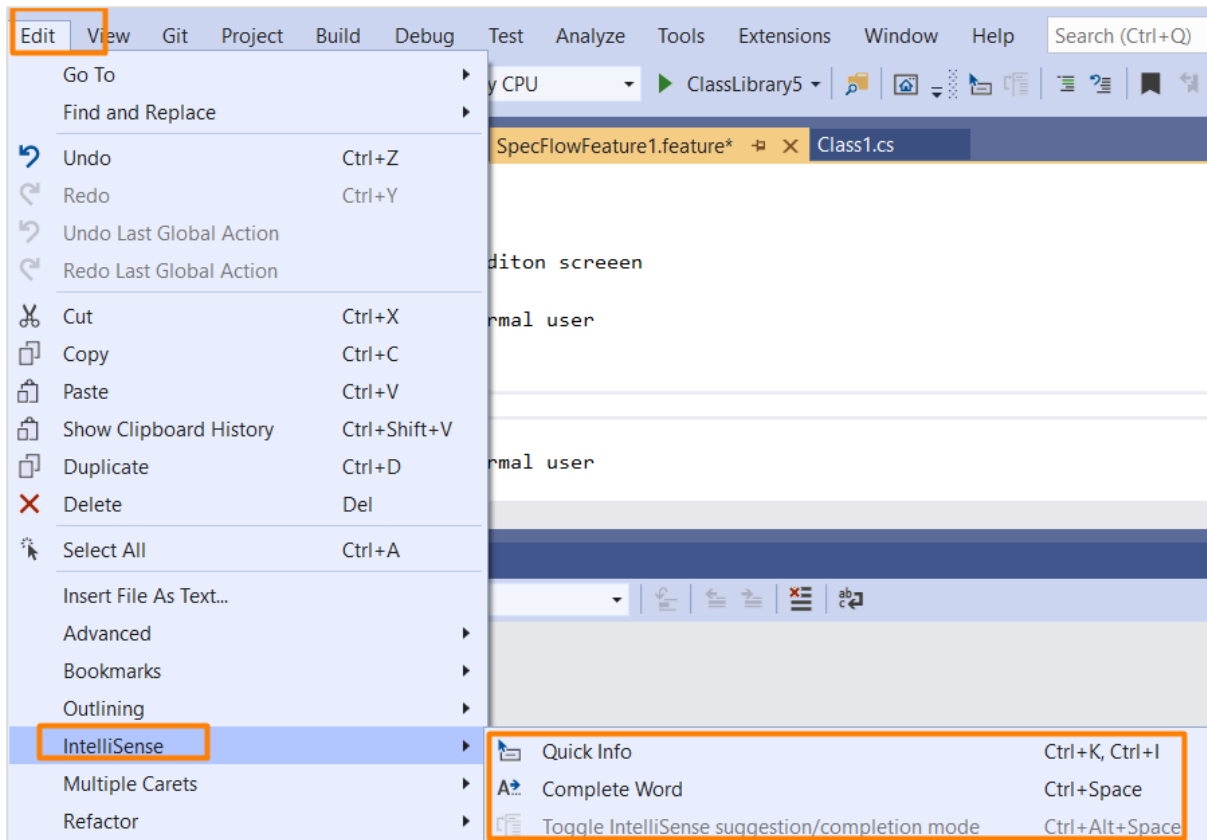 Edit View Git Project Build Debug Test Analyze Tools Extensions Window Help Search (Ctrl+Q)
Go To
Find and Replace
Undo Ctrl+Z
Redo Ctrl+Y
Undo Last Global Action
Redo Last Global Action
Cut Ctrl+X
Copy Ctrl+C
Paste Ctrl+V
Show Clipboard History Ctrl+Shift+V
Duplicate Ctrl+D
Delete Del
Select All Ctrl+A
Insert File As Text...
Advanced
Bookmarks
Outlining
IntelliSense
Multiple Carets
Refactor
y CPU ClassLibrary5
SpecFlowFeature1.feature* Class1.cs
diton screeen
rmal user
rmal user
Quick Info Ctrl+K, Ctrl+I
Complete Word Ctrl+Space
Toggle IntelliSense suggestion/completion mode Ctrl+Alt+Space